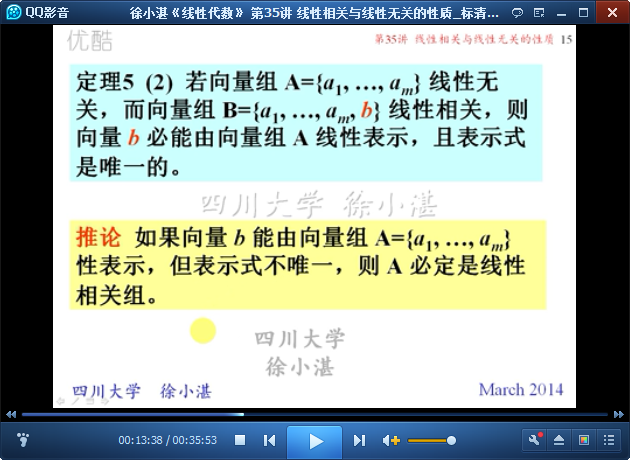 QQ影音
徐小湛《线性代数》 第35讲 线性相关与线性无关的性质_标清...
优酷
第35讲 线性相关与线性无关的性质 15
定理5 (2) 若向量组 A={a1, …, am} 线性无
关，而向量组 B={a1, …, am, b} 线性相关，则
向量 b 必能由向量组 A 线性表示，且表示式
是唯一的。
四川大学 徐小湛
推论 如果向量 b 能由向量组 A={a1, …, am}
性表示，但表示式不唯一，则 A 必定是线性
相关组。
四川大学
徐小湛
四川大学 徐小湛 March 2014
00:13:38 / 00:35:53